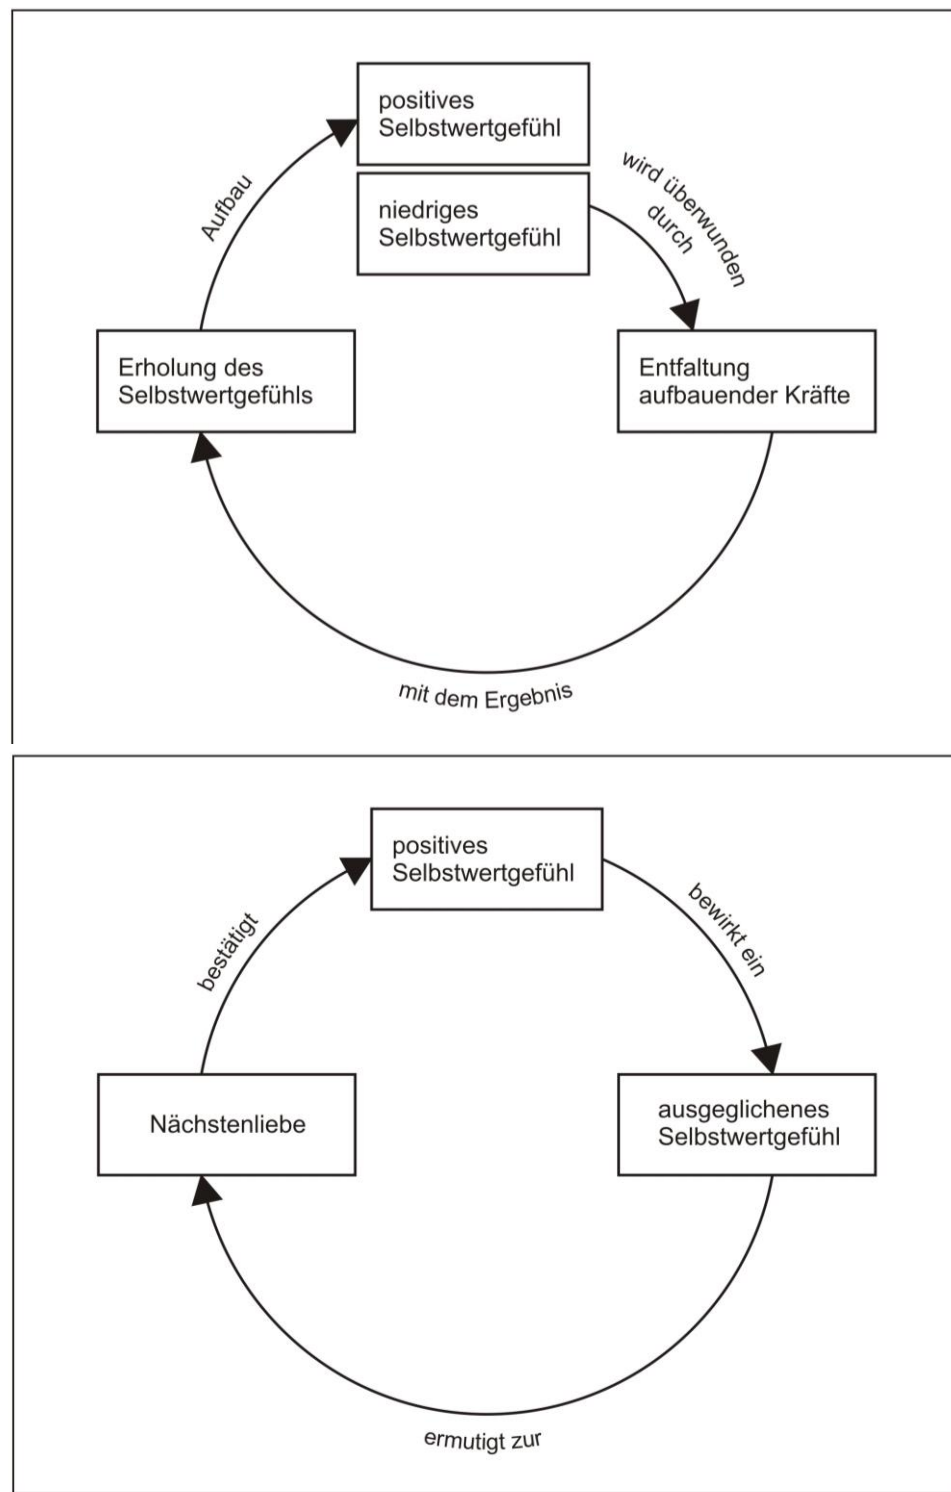 positives
Selbstwertgefühl
niedriges
Selbstwertgefühl
wird überwunden
durch
Aufbau
Erholung des
Selbstwertgefühls
Entfaltung
aufbauender Kräfte
mit dem Ergebnis
positives
Selbstwertgefühl
bewirkt ein
bestätigt
Nächstenliebe
ausgeglichenes
Selbstwertgefühl
ermutigt zur